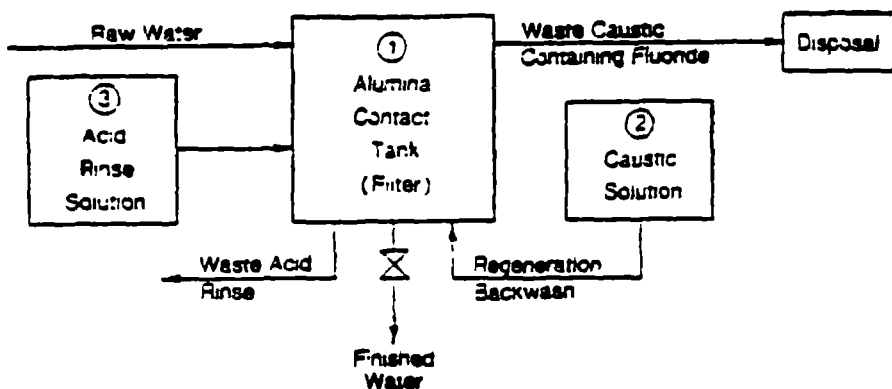 Raw Water
①
Alumina
Contact
Tank
(Filter)
Waste Caustic
Containing Fluoride
Disposal
③
Acid
Rinse
Solution
②
Caustic
Solution
Waste Acid
Rinse
Regeneration
Backwash
Finished
Water